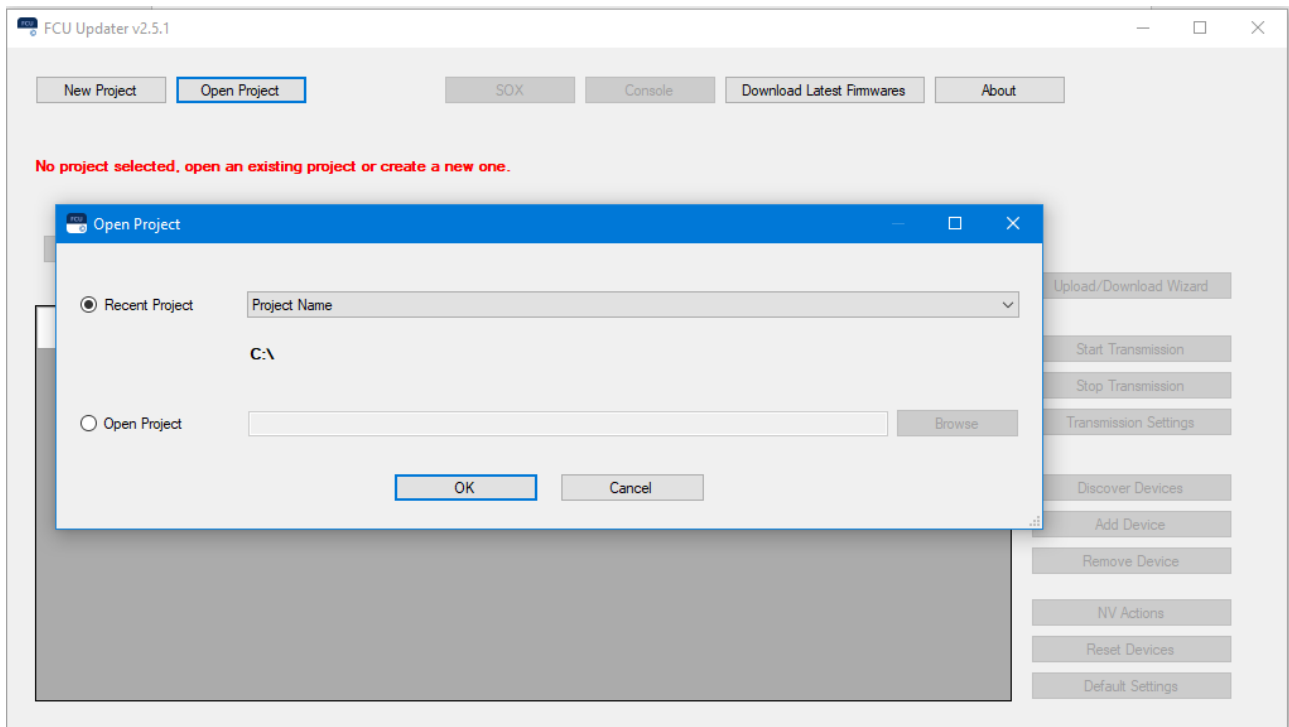 FCU FCU Updater v2.5.1
New Project Open Project SOX Console Download Latest Firmwares About
No project selected, open an existing project or create a new one.
FCU Open Project
Recent Project Project Name
C:\
Open Project Browse
OK Cancel
Upload/Download Wizard
Start Transmission
Stop Transmission
Transmission Settings
Discover Devices
Add Device
Remove Device
NV Actions
Reset Devices
Default Settings